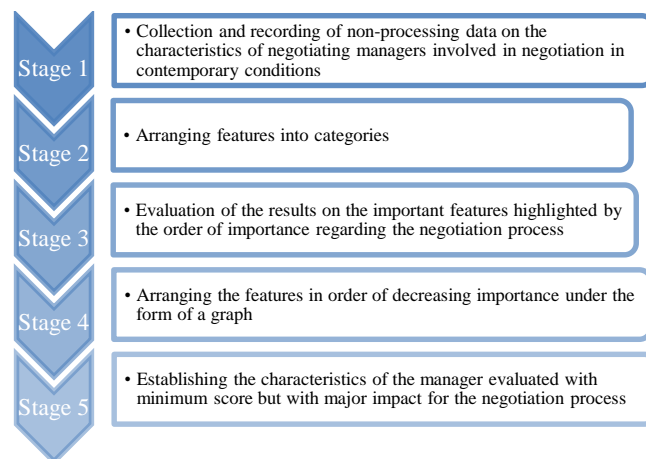 Stage 1
• Collection and recording of non-processing data on the
characteristics of negotiating managers involved in negotiation in
contemporary conditions
Stage 2
• Arranging features into categories
Stage 3
• Evaluation of the results on the important features highlighted by
the order of importance regarding the negotiation process
Stage 4
• Arranging the features in order of decreasing importance under the
form of a graph
Stage 5
• Establishing the characteristics of the manager evaluated with
minimum score but with major impact for the negotiation process